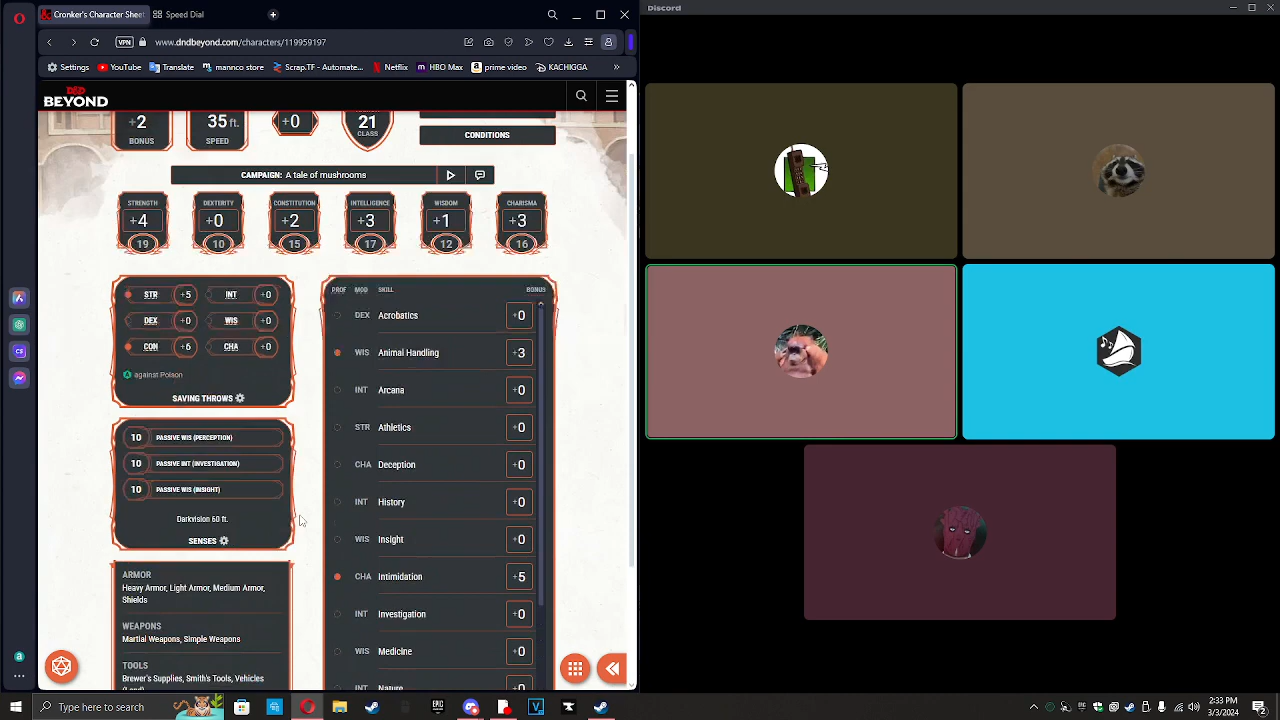 Cronker's Character Sheet
Speed Dial
Discord
VPN
www.dndbeyond.com/characters/119959197
Settings
YouTube
Translate
mannco store
Scrap.TF - Automate...
Netflix
HBO Max
prime video
KACHIGGA
D&D
BEYOND
+2
35 ft.
+0
21
BONUS
SPEED
CLASS
CONDITIONS
CAMPAIGN: A tale of mushrooms
STRENGTH
DEXTERITY
CONSTITUTION
INTELLIGENCE
WISDOM
CHARISMA
+4
+0
+2
+3
+1
+3
19
10
15
17
12
16
STR +5
INT +0
DEX +0
WIS +0
CON +6
CHA +0
against Poison
SAVING THROWS
10 PASSIVE WIS (PERCEPTION)
10 PASSIVE INT (INVESTIGATION)
10 PASSIVE WIS (INSIGHT)
Darkvision 60 ft.
SENSES
ARMOR
Heavy Armor, Light Armor, Medium Armor,
Shields
WEAPONS
Martial Weapons, Simple Weapons
TOOLS
Brewer's Supplies, Smith's Tools, Vehicles
(Land)
PROF MOD SKILL BONUS
DEX Acrobatics +0
WIS Animal Handling +3
INT Arcana +0
STR Athletics +0
CHA Deception +0
INT History +0
WIS Insight +0
CHA Intimidation +5
INT Investigation +0
WIS Medicine +0
INT Nature +0
Type here to search
EPIC
2:33 PM
3/3/2024